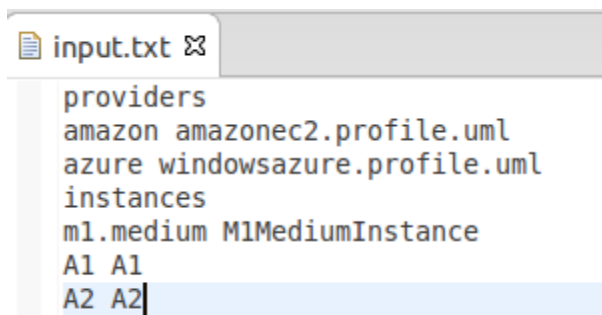 input.txt
providers
amazon amazonec2.profile.uml
azure windowsazure.profile.uml
instances
m1.medium M1MediumInstance
A1 A1
A2 A2